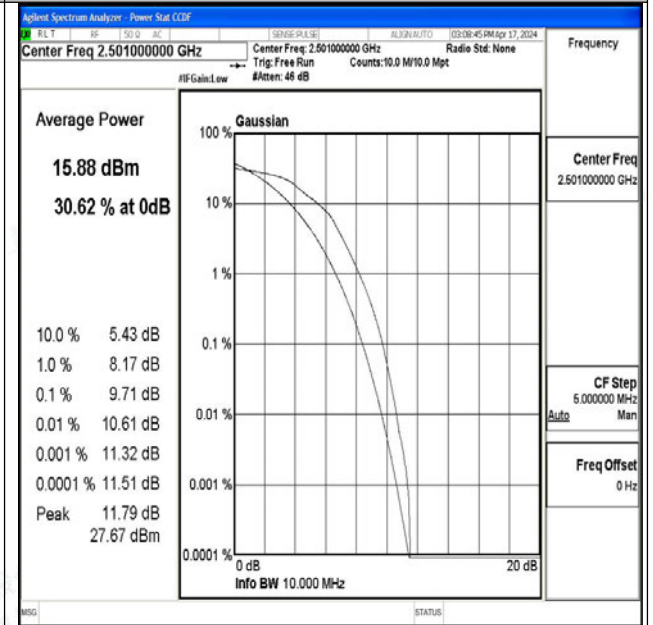 Agilent Spectrum Analyzer - Power Stat CCDF
RL T RF 50 Ω AC SENSE:PULSE ALIGN AUTO 03:08:45 PM Apr 17, 2024
Center Freq 2.501000000 GHz
Center Freq: 2.501000000 GHz Radio Std: None
Trig: Free Run Counts:10.0 M/10.0 Mpt
#IFGain:Low #Atten: 46 dB
Frequency
Average Power
15.88 dBm
30.62 % at 0dB
10.0 % 5.43 dB
1.0 % 8.17 dB
0.1 % 9.71 dB
0.01 % 10.61 dB
0.001 % 11.32 dB
0.0001 % 11.51 dB
Peak 11.79 dB
27.67 dBm
Gaussian
100 %
10 %
1 %
0.1 %
0.01 %
0.001 %
0.0001 %
0 dB 20 dB
Info BW 10.000 MHz
Center Freq
2.501000000 GHz
CF Step
5.000000 MHz
Auto Man
Freq Offset
0 Hz
MSG STATUS